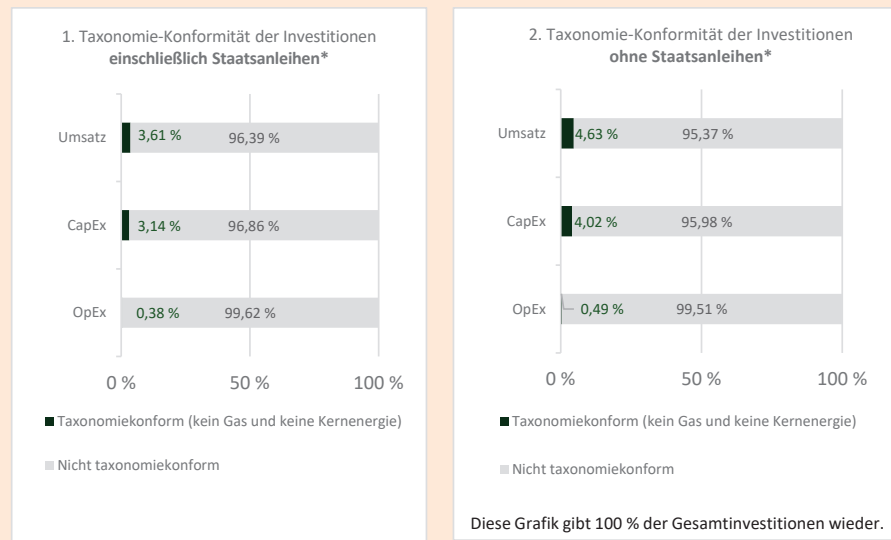 1. Taxonomie-Konformität der Investitionen
einschließlich Staatsanleihen*
Umsatz 3,61 % 96,39 %
CapEx 3,14 % 96,86 %
OpEx 0,38 % 99,62 %
0 % 50 % 100 %
Taxonomiekonform (kein Gas und keine Kernenergie)
Nicht taxonomiekonform
2. Taxonomie-Konformität der Investitionen
ohne Staatsanleihen*
Umsatz 4,63 % 95,37 %
CapEx 4,02 % 95,98 %
OpEx 0,49 % 99,51 %
0 % 50 % 100 %
Taxonomiekonform (kein Gas und keine Kernenergie)
Nicht taxonomiekonform
Diese Grafik gibt 100 % der Gesamtinvestitionen wieder.